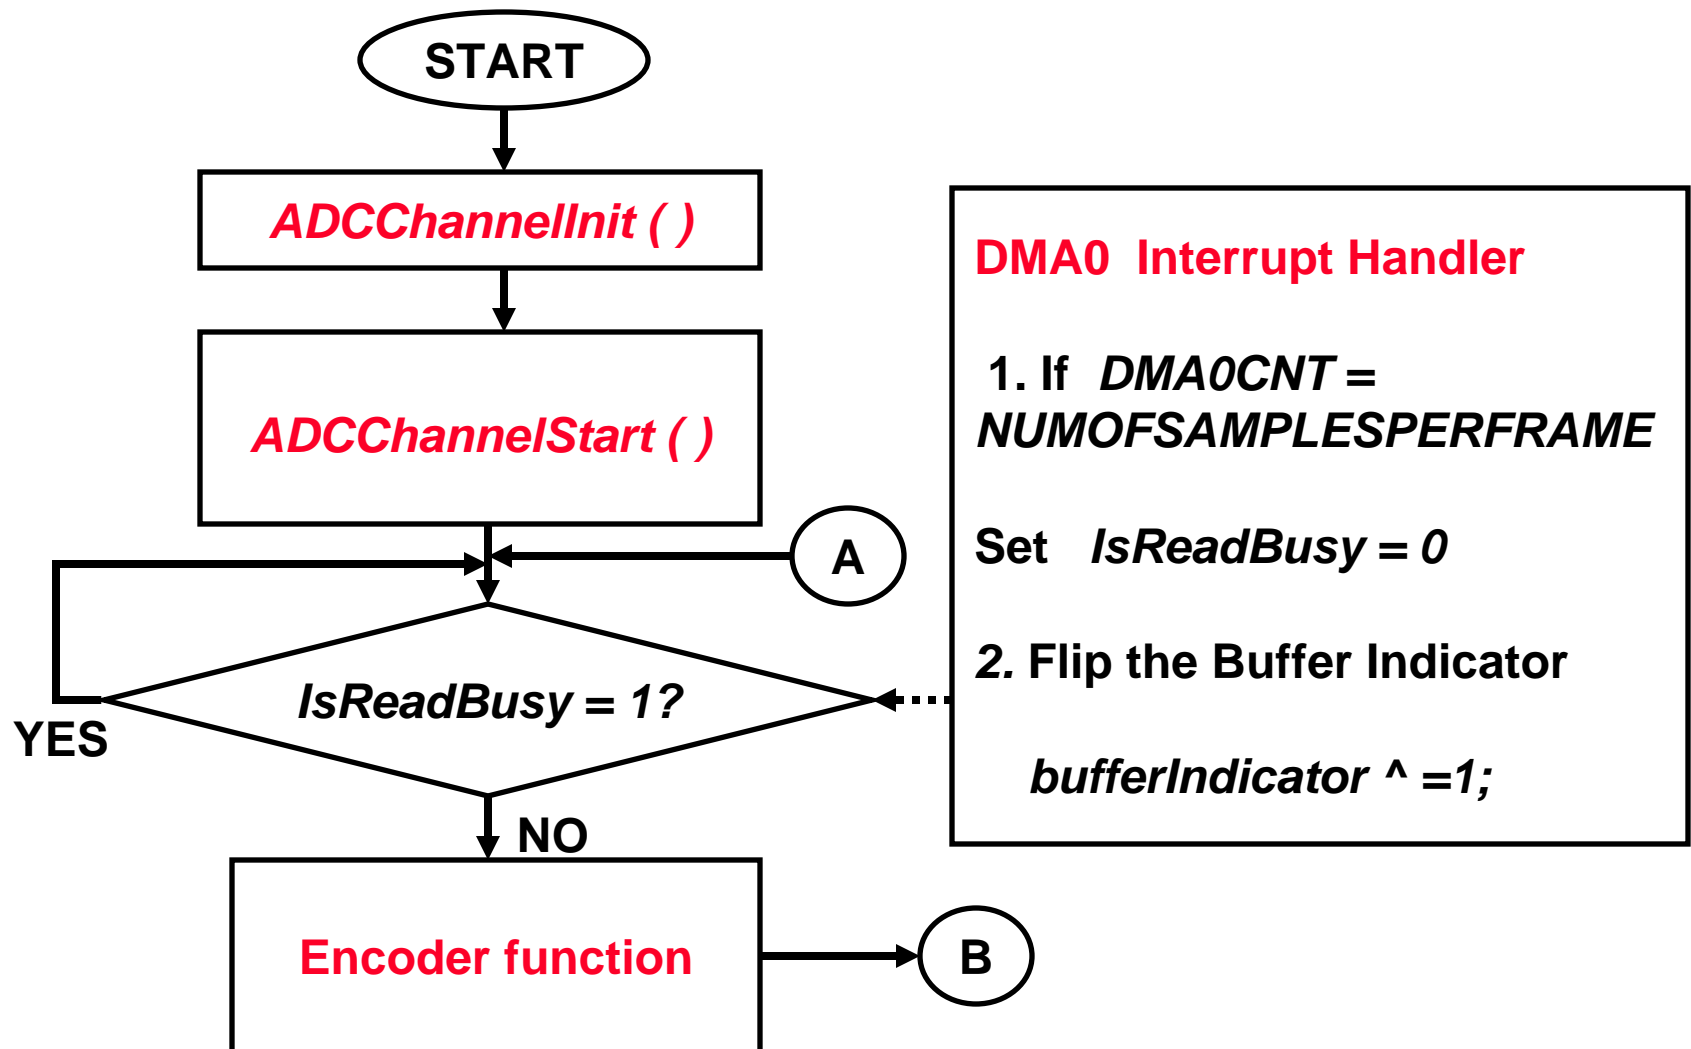 START
ADCChannelInit ( )
ADCChannelStart ( )
A
IsReadBusy = 1?
YES
NO
Encoder function
B
DMA0 Interrupt Handler
1. If DMA0CNT =
NUMOFSAMPLESPERFRAME
Set IsReadBusy = 0
2. Flip the Buffer Indicator
bufferIndicator ^ =1;